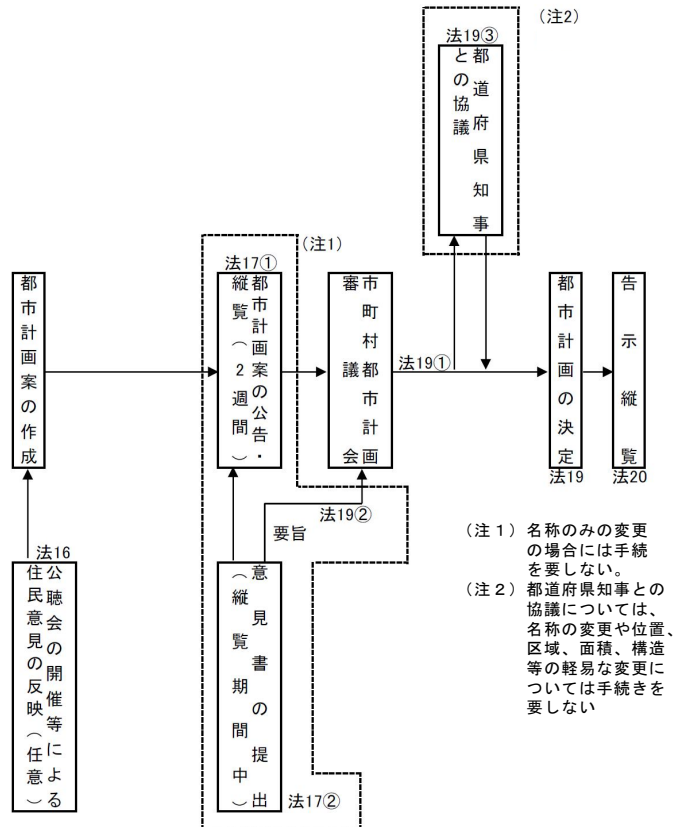 都市計画案の作成
法16
公聴会の開催等による
住民意見の反映（任意）
（注1）
法17①
都市計画案の公告・
縦覧（２週間）
要旨
意見書の提出
（縦覧期間中）
法17②
市町村都市計画
審議会
法19②
法19①
（注2）
法19③
都道府県知事
との協議
都市計画の決定
法19
告示縦覧
法20
（注１）名称のみの変更
の場合には手続
を要しない。
（注２）都道府県知事との
協議については、
名称の変更や位置、
区域、面積、構造
等の軽易な変更に
ついては手続きを
要しない